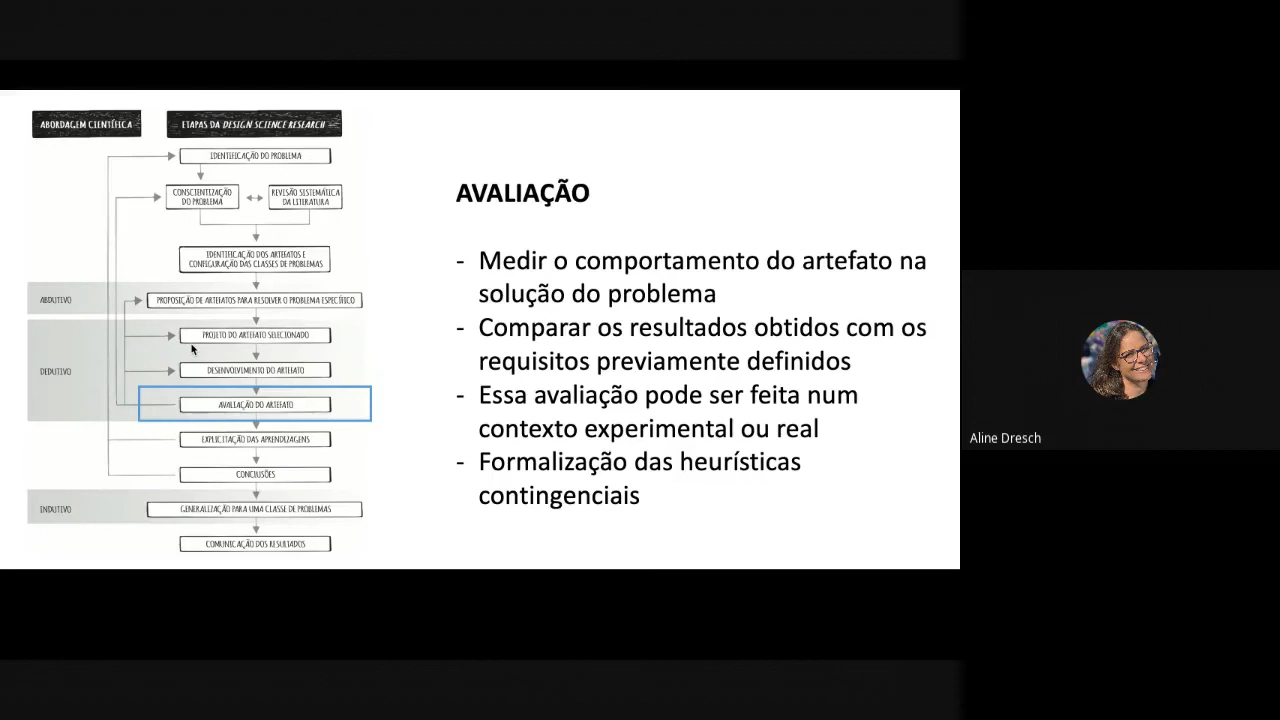 ABORDAGEM CIENTÍFICA
ETAPAS DA DESIGN SCIENCE RESEARCH
IDENTIFICAÇÃO DO PROBLEMA
CONSCIENTIZAÇÃO
DO PROBLEMA
REVISÃO SISTEMÁTICA
DA LITERATURA
IDENTIFICAÇÃO DOS ARTEFATOS E
CONFIGURAÇÃO DAS CLASSES DE PROBLEMAS
ABDUTIVO
PROPOSIÇÃO DE ARTEFATOS PARA RESOLVER O PROBLEMA ESPECÍFICO
PROJETO DO ARTEFATO SELECIONADO
DEDUTIVO
DESENVOLVIMENTO DO ARTEFATO
AVALIAÇÃO DO ARTEFATO
EXPLICITAÇÃO DAS APRENDIZAGENS
CONCLUSÕES
INDUTIVO
GENERALIZAÇÃO PARA UMA CLASSE DE PROBLEMAS
COMUNICAÇÃO DOS RESULTADOS
AVALIAÇÃO
- Medir o comportamento do artefato na
solução do problema
- Comparar os resultados obtidos com os
requisitos previamente definidos
- Essa avaliação pode ser feita num
contexto experimental ou real
- Formalização das heurísticas
contingenciais
Aline Dresch